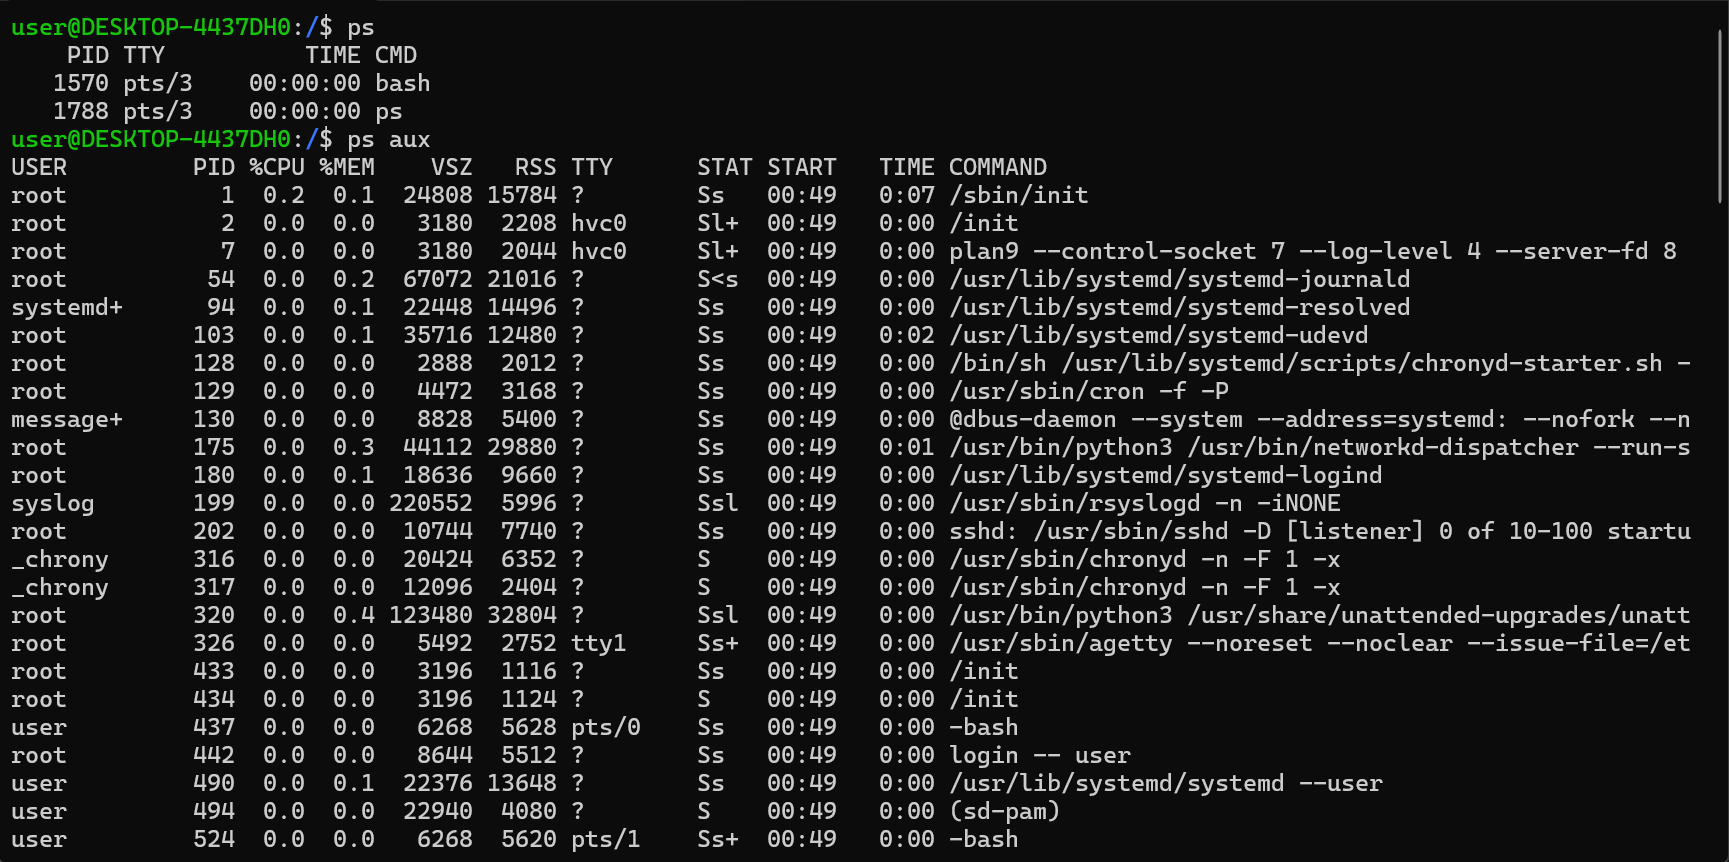 user@DESKTOP-4437DH0:/$ ps
    PID TTY          TIME CMD
   1570 pts/3    00:00:00 bash
   1788 pts/3    00:00:00 ps
user@DESKTOP-4437DH0:/$ ps aux
USER         PID %CPU %MEM    VSZ   RSS TTY      STAT START   TIME COMMAND
root           1  0.2  0.1  24808 15784 ?        Ss   00:49   0:07 /sbin/init
root           2  0.0  0.0   3180  2208 hvc0     Sl+  00:49   0:00 /init
root           7  0.0  0.0   3180  2044 hvc0     Sl+  00:49   0:00 plan9 --control-socket 7 --log-level 4 --server-fd 8
root          54  0.0  0.2  67072 21016 ?        S<s  00:49   0:00 /usr/lib/systemd/systemd-journald
systemd+      94  0.0  0.1  22448 14496 ?        Ss   00:49   0:00 /usr/lib/systemd/systemd-resolved
root         103  0.0  0.1  35716 12480 ?        Ss   00:49   0:02 /usr/lib/systemd/systemd-udevd
root         128  0.0  0.0   2888  2012 ?        Ss   00:49   0:00 /bin/sh /usr/lib/systemd/scripts/chronyd-starter.sh -
root         129  0.0  0.0   4472  3168 ?        Ss   00:49   0:00 /usr/sbin/cron -f -P
message+     130  0.0  0.0   8828  5400 ?        Ss   00:49   0:00 @dbus-daemon --system --address=systemd: --nofork --n
root         175  0.0  0.3  44112 29880 ?        Ss   00:49   0:01 /usr/bin/python3 /usr/bin/networkd-dispatcher --run-s
root         180  0.0  0.1  18636  9660 ?        Ss   00:49   0:00 /usr/lib/systemd/systemd-logind
syslog       199  0.0  0.0 220552  5996 ?        Ssl  00:49   0:00 /usr/sbin/rsyslogd -n -iNONE
root         202  0.0  0.0  10744  7740 ?        Ss   00:49   0:00 sshd: /usr/sbin/sshd -D [listener] 0 of 10-100 startu
_chrony      316  0.0  0.0  20424  6352 ?        S    00:49   0:00 /usr/sbin/chronyd -n -F 1 -x
_chrony      317  0.0  0.0  12096  2404 ?        S    00:49   0:00 /usr/sbin/chronyd -n -F 1 -x
root         320  0.0  0.4 123480 32804 ?        Ssl  00:49   0:00 /usr/bin/python3 /usr/share/unattended-upgrades/unatt
root         326  0.0  0.0   5492  2752 tty1     Ss+  00:49   0:00 /usr/sbin/agetty --noreset --noclear --issue-file=/et
root         433  0.0  0.0   3196  1116 ?        Ss   00:49   0:00 /init
root         434  0.0  0.0   3196  1124 ?        S    00:49   0:00 /init
user         437  0.0  0.0   6268  5628 pts/0    Ss   00:49   0:00 -bash
root         442  0.0  0.0   8644  5512 ?        Ss   00:49   0:00 login -- user
user         490  0.0  0.1  22376 13648 ?        Ss   00:49   0:00 /usr/lib/systemd/systemd --user
user         494  0.0  0.0  22940  4080 ?        S    00:49   0:00 (sd-pam)
user         524  0.0  0.0   6268  5620 pts/1    Ss+  00:49   0:00 -bash